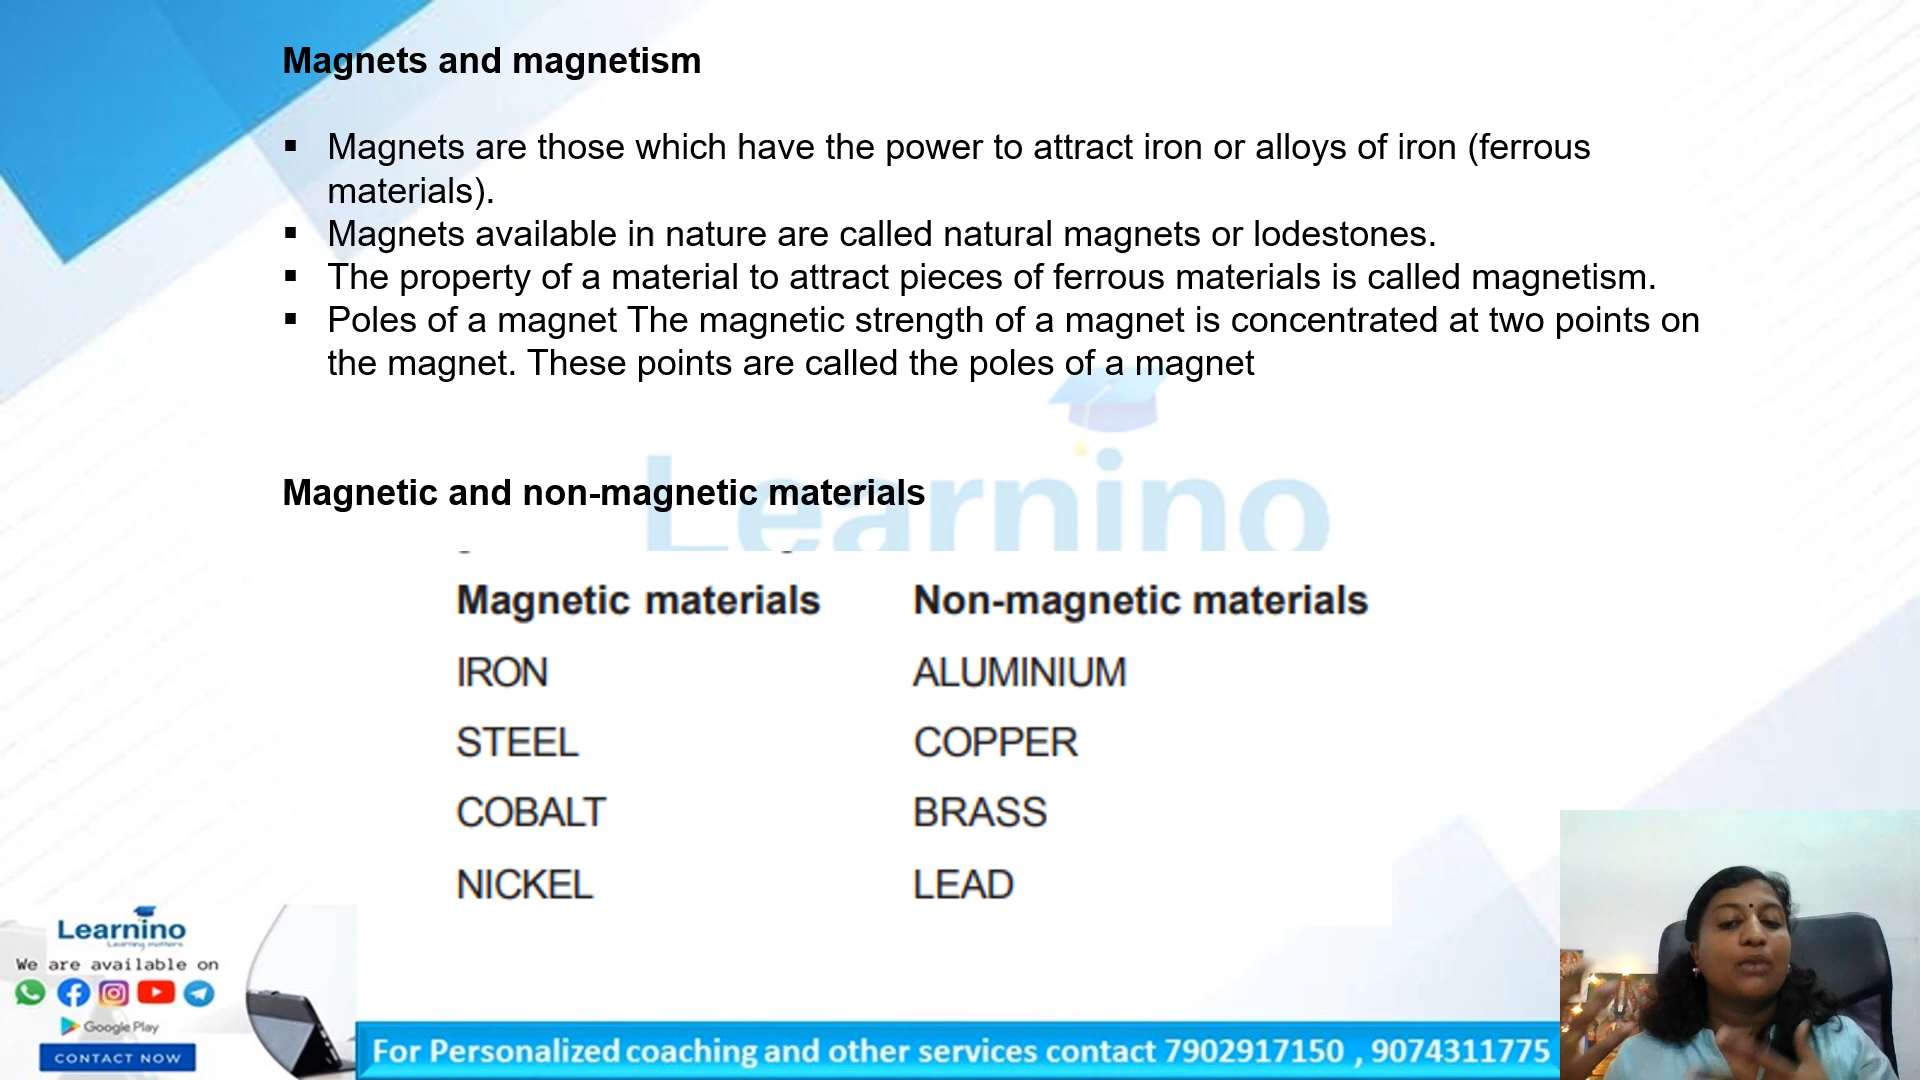 Magnets and magnetism
▪ Magnets are those which have the power to attract iron or alloys of iron (ferrous
materials).
▪ Magnets available in nature are called natural magnets or lodestones.
▪ The property of a material to attract pieces of ferrous materials is called magnetism.
▪ Poles of a magnet The magnetic strength of a magnet is concentrated at two points on
the magnet. These points are called the poles of a magnet
Learnino
Magnetic and non-magnetic materials
Magnetic materials Non-magnetic materials
IRON ALUMINIUM
STEEL COPPER
COBALT BRASS
NICKEL LEAD
Learnino
Learning matters
We are available on
Google Play
CONTACT NOW
For Personalized coaching and other services contact 7902917150 , 9074311775